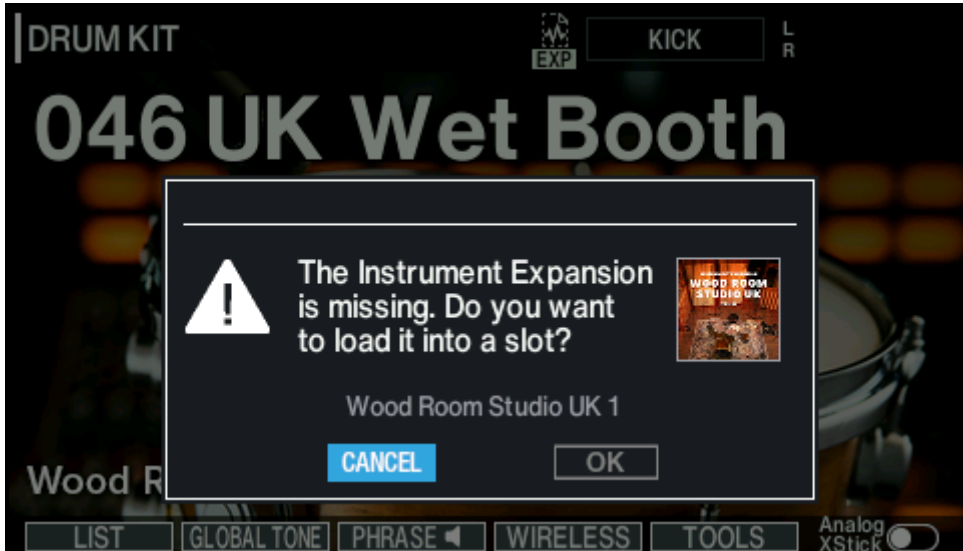 DRUM KIT
EXP
KICK
L
R
046 UK Wet Booth
The Instrument Expansion
is missing. Do you want
to load it into a slot?
WOOD ROOM
STUDIO UK
Wood Room Studio UK 1
CANCEL
OK
Wood R
LIST
GLOBAL TONE
PHRASE
WIRELESS
TOOLS
Analog
XStick